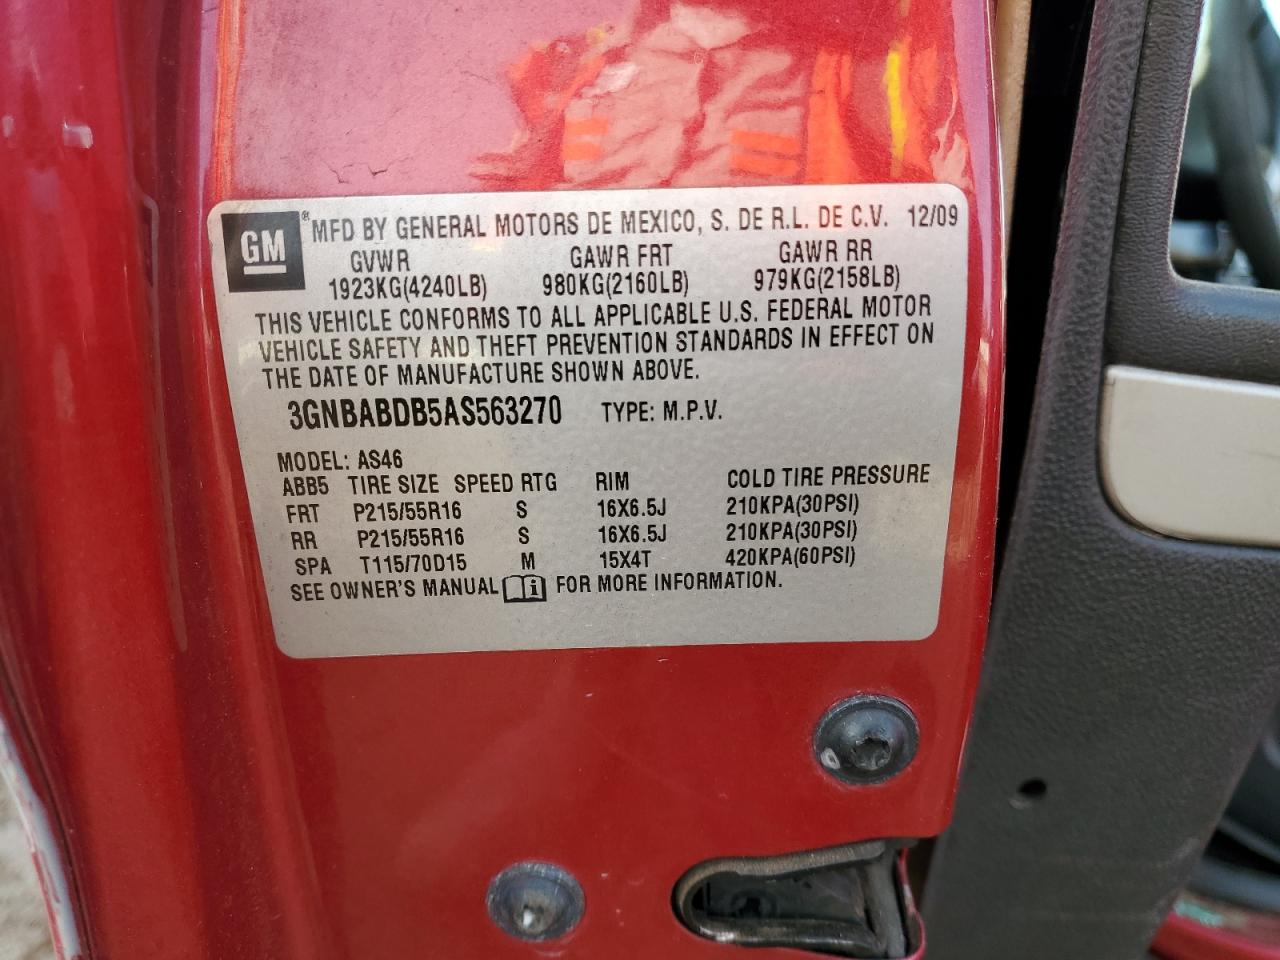 GM ® MFD BY GENERAL MOTORS DE MEXICO, S. DE R.L. DE C.V. 12/09
GVWR GAWR FRT GAWR RR
1923KG(4240LB) 980KG(2160LB) 979KG(2158LB)
THIS VEHICLE CONFORMS TO ALL APPLICABLE U.S. FEDERAL MOTOR
VEHICLE SAFETY AND THEFT PREVENTION STANDARDS IN EFFECT ON
THE DATE OF MANUFACTURE SHOWN ABOVE.
3GNBABDB5AS563270 TYPE: M.P.V.
MODEL: AS46
ABB5 TIRE SIZE SPEED RTG RIM COLD TIRE PRESSURE
FRT P215/55R16 S 16X6.5J 210KPA(30PSI)
RR P215/55R16 S 16X6.5J 210KPA(30PSI)
SPA T115/70D15 M 15X4T 420KPA(60PSI)
SEE OWNER'S MANUAL FOR MORE INFORMATION.